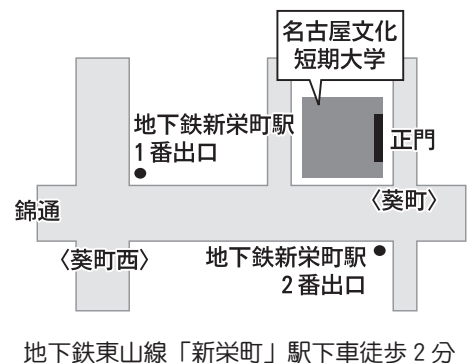 名古屋文化
短期大学
地下鉄新栄町駅
1番出口
正門
錦通
〈葵町〉
〈葵町西〉
地下鉄新栄町駅
2番出口
地下鉄東山線「新栄町」駅下車徒歩2分